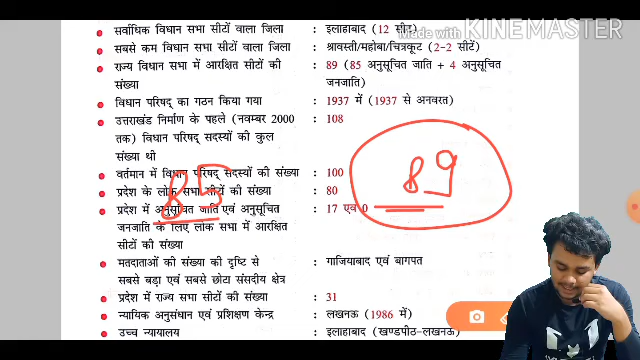 Made with KINEMASTER
सर्वाधिक विधान सभा सीटों वाला जिला : इलाहाबाद (12 सीट)
सबसे कम विधान सभा सीटों वाला जिला : श्रावस्ती/महोबा/चित्रकूट (2-2 सीटें)
राज्य विधान सभा में आरक्षित सीटों की : 89 (85 अनुसूचित जाति + 4 अनुसूचित
संख्या जनजाति)
विधान परिषद् का गठन किया गया : 1937 में (1937 से अनवरत)
उत्तराखंड निर्माण के पहले (नवम्बर 2000 : 108
तक) विधान परिषद् सदस्यों की कुल
संख्या थी
वर्तमान में विधान परिषद् सदस्यों की संख्या : 100
प्रदेश के लोक सभा सीटों की संख्या : 80
प्रदेश में अनुसूचित जाति एवं अनुसूचित : 17 एवं 0
जनजाति के लिए लोक सभा में आरक्षित
सीटों की संख्या
85
89
मतदाताओं की संख्या की दृष्टि से : गाजियाबाद एवं बागपत
सबसे बड़ा एवं सबसे छोटा संसदीय क्षेत्र
प्रदेश में राज्य सभा सीटों की संख्या : 31
न्यायिक अनुसंधान एवं प्रशिक्षण केन्द्र : लखनऊ (1986 में)
उच्च न्यायालय : इलाहाबाद (खण्डपीठ-लखनऊ)